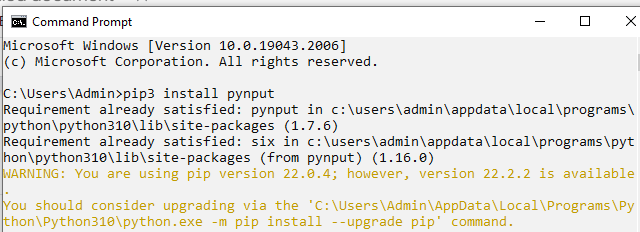 Command Prompt
Microsoft Windows [Version 10.0.19043.2006]
(c) Microsoft Corporation. All rights reserved.
C:\Users\Admin>pip3 install pynput
Requirement already satisfied: pynput in c:\users\admin\appdata\local\programs\
python\python310\lib\site-packages (1.7.6)
Requirement already satisfied: six in c:\users\admin\appdata\local\programs\pyt
hon\python310\lib\site-packages (from pynput) (1.16.0)
WARNING: You are using pip version 22.0.4; however, version 22.2.2 is available
.
You should consider upgrading via the 'C:\Users\Admin\AppData\Local\Programs\Py
thon\Python310\python.exe -m pip install --upgrade pip' command.